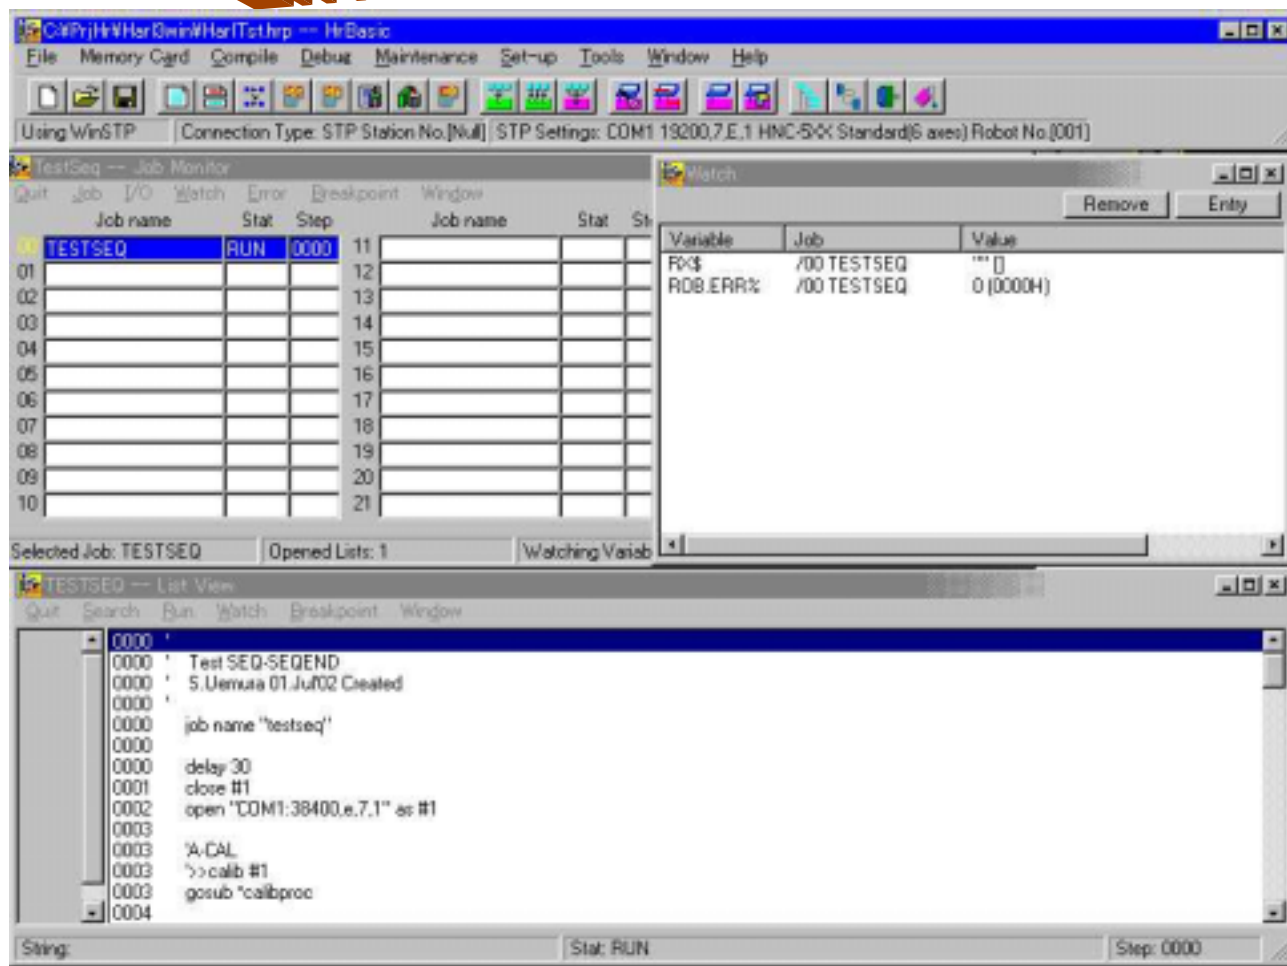 C:¥PrjHr¥Harl3win¥HarlTst.hrp -- HrBasic
File Memory Card Compile Debug Maintenance Set-up Tools Window Help
Using WinSTP Connection Type: STP Station No.[Null] STP Settings: COM1 19200,7,E,1 HNC-5XX Standard(6 axes) Robot No.[001]
TestSeq -- Job Monitor
Quit Job I/O Watch Error Breakpoint Window
Job name Stat Step Job name Stat St
00 TESTSEQ RUN 0000 11
01 12
02 13
03 14
04 15
05 16
06 17
07 18
08 19
09 20
10 21
Selected Job: TESTSEQ Opened Lists: 1 Watching Variab
Watch
Remove Entry
Variable Job Value
RX$ /00 TESTSEQ "" []
ROB.ERR% /00 TESTSEQ 0 (0000H)
TESTSEQ -- List View
Quit Search Run Watch Breakpoint Window
0000 '
0000 ' Test SEQ-SEQEND
0000 ' S.Uemura 01.Jul'02 Created
0000 '
0000 job name "testseq"
0000
0000 delay 30
0001 close #1
0002 open "COM1:38400,e,7,1" as #1
0003
0003 'A-CAL
0003 '>>calib #1
0003 gosub *calibproc
0004
String: Stat: RUN Step: 0000